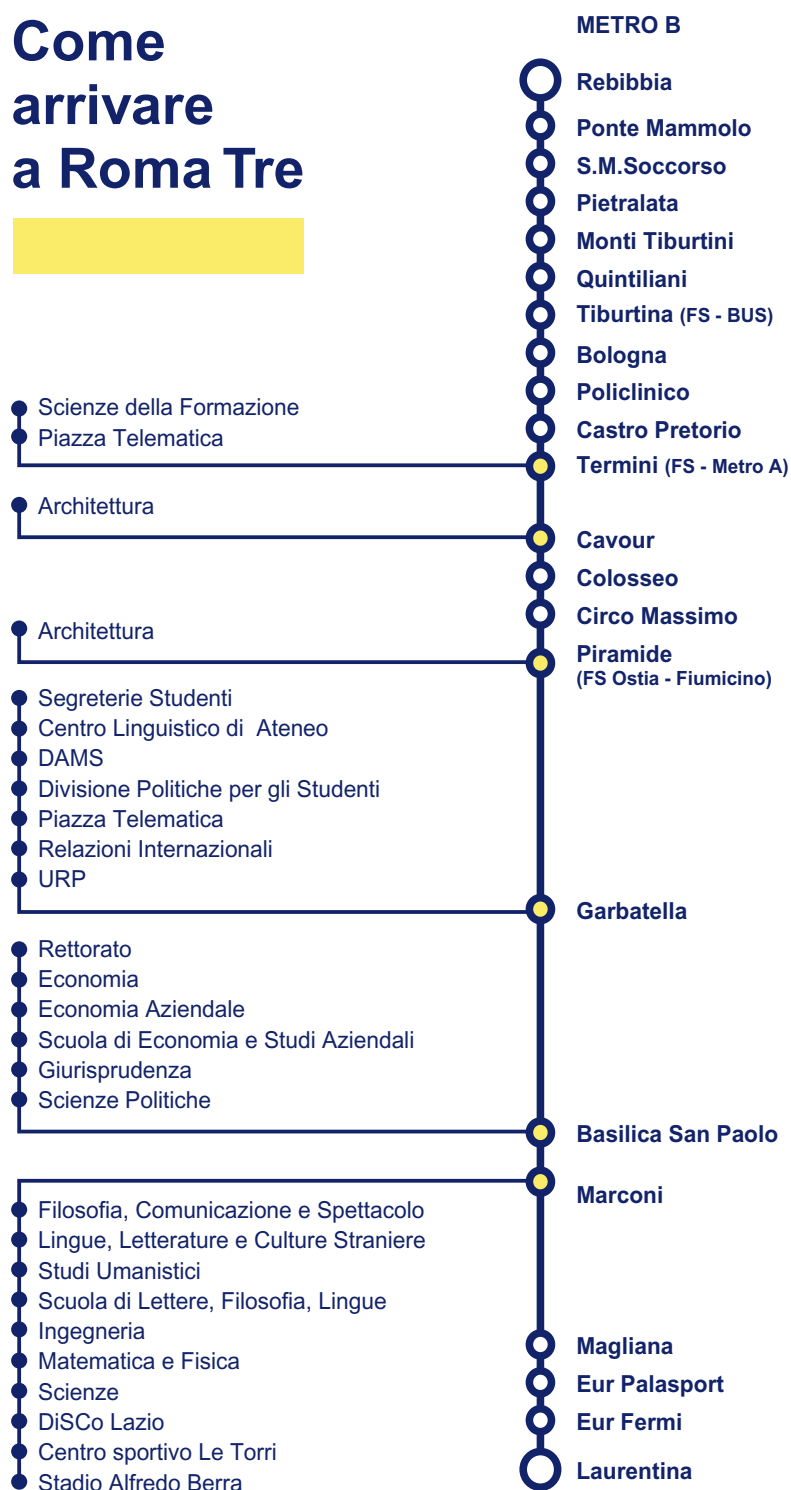 Come
arrivare
a Roma Tre
METRO B
Rebibbia
Ponte Mammolo
S.M.Soccorso
Pietralata
Monti Tiburtini
Quintiliani
Tiburtina (FS - BUS)
Bologna
Policlinico
Castro Pretorio
Termini (FS - Metro A)
Cavour
Colosseo
Circo Massimo
Piramide
(FS Ostia - Fiumicino)
Garbatella
Basilica San Paolo
Marconi
Magliana
Eur Palasport
Eur Fermi
Laurentina
Scienze della Formazione
Piazza Telematica
Architettura
Architettura
Segreterie Studenti
Centro Linguistico di Ateneo
DAMS
Divisione Politiche per gli Studenti
Piazza Telematica
Relazioni Internazionali
URP
Rettorato
Economia
Economia Aziendale
Scuola di Economia e Studi Aziendali
Giurisprudenza
Scienze Politiche
Filosofia, Comunicazione e Spettacolo
Lingue, Letterature e Culture Straniere
Studi Umanistici
Scuola di Lettere, Filosofia, Lingue
Ingegneria
Matematica e Fisica
Scienze
DiSCo Lazio
Centro sportivo Le Torri
Stadio Alfredo Berra